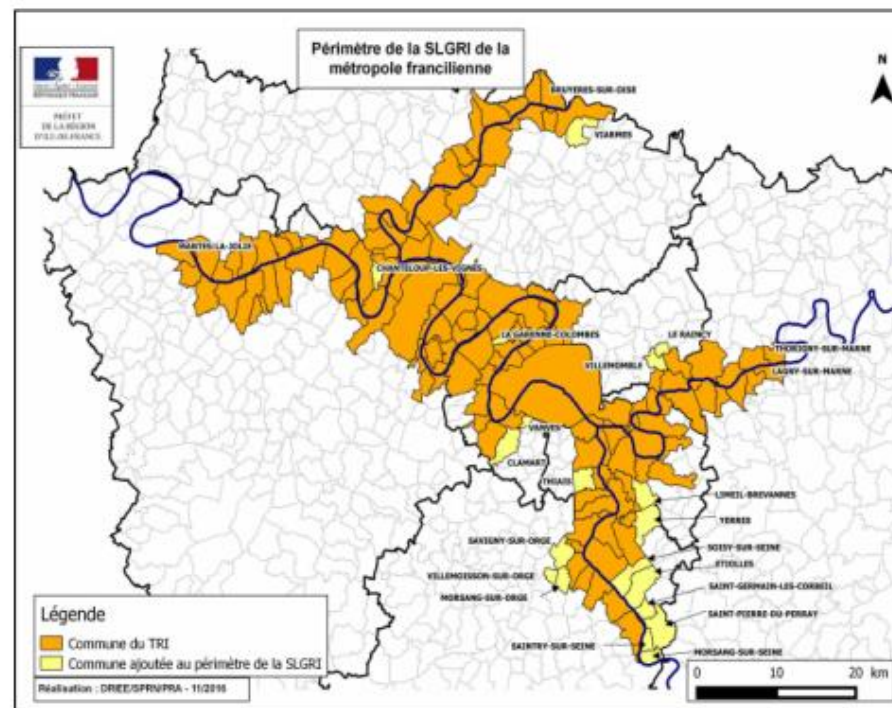 Périmètre de la SLGRI de la
métropole francilienne
N
PRÉFET
DE LA RÉGION
D'ILE-DE-FRANCE
BRUYERES-SUR-OISE
VIARMES
MANTES-LA-JOLIE
CHANTELOUP-LES-VIGNES
LA GARENNE-COLOMBES
LE RAINCY
VILLEMOMBLE
THORIGNY-SUR-MARNE
LAGNY-SUR-MARNE
VANVES
CLAMART
THIAIS
LIMEIL-BREVANNES
YERRES
SAVIGNY-SUR-ORGE
SOISY-SUR-SEINE
ETIOLLES
VILLEMOISSON-SUR-ORGE
SAINT-GERMAIN-LES-CORBEIL
MORSANG-SUR-ORGE
SAINT-PIERRE-DU-PERRAY
SAINTRY-SUR-SEINE
MORSANG-SUR-SEINE
Légende
Commune du TRI
Commune ajoutée au périmètre de la SLGRI
Réalisation : DRIEE/SPRN/PRA - 11/2016
0 10 20 km